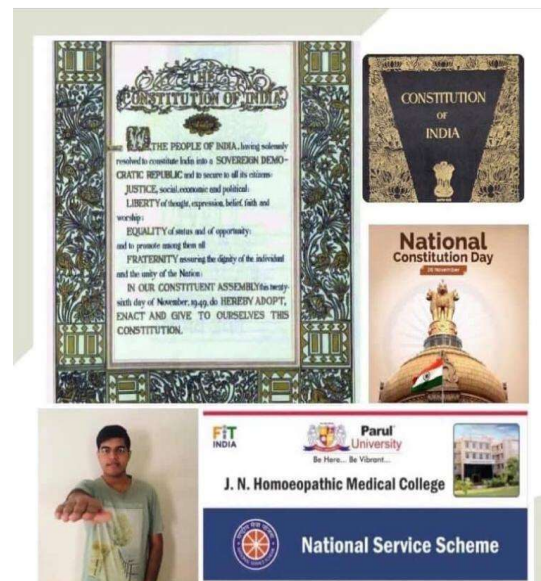 THE
CONSTITUTION OF INDIA
WE, THE PEOPLE OF INDIA, having solemnly
resolved to constitute India into a SOVEREIGN DEMO-
CRATIC REPUBLIC and to secure to all its citizens:
JUSTICE, social, economic and political;
LIBERTY of thought, expression, belief, faith and
worship;
EQUALITY of status and of opportunity;
and to promote among them all
FRATERNITY assuring the dignity of the individual
and the unity of the Nation;
IN OUR CONSTITUENT ASSEMBLY this twenty-
sixth day of November, 1949, do HEREBY ADOPT,
ENACT AND GIVE TO OURSELVES THIS
CONSTITUTION.
CONSTITUTION
OF
INDIA
National
Constitution Day
26 November
FIT
INDIA
Parul
University
Be Here... Be Vibrant...
J. N. Homoeopathic Medical College
National Service Scheme